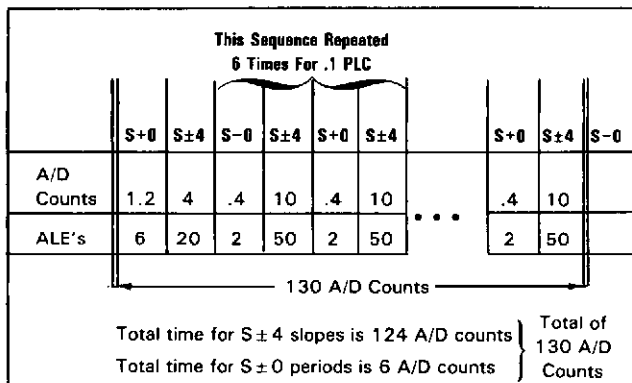 This Sequence Repeated
6 Times For .1 PLC
S+0 S±4 S−0 S±4 S+0 S±4 S+0 S±4 S−0
A/D
Counts 1.2 4 .4 10 .4 10 .4 10
• • •
ALE's 6 20 2 50 2 50 2 50
130 A/D Counts
Total time for S±4 slopes is 124 A/D counts
Total time for S±0 periods is 6 A/D counts
Total of
130 A/D
Counts